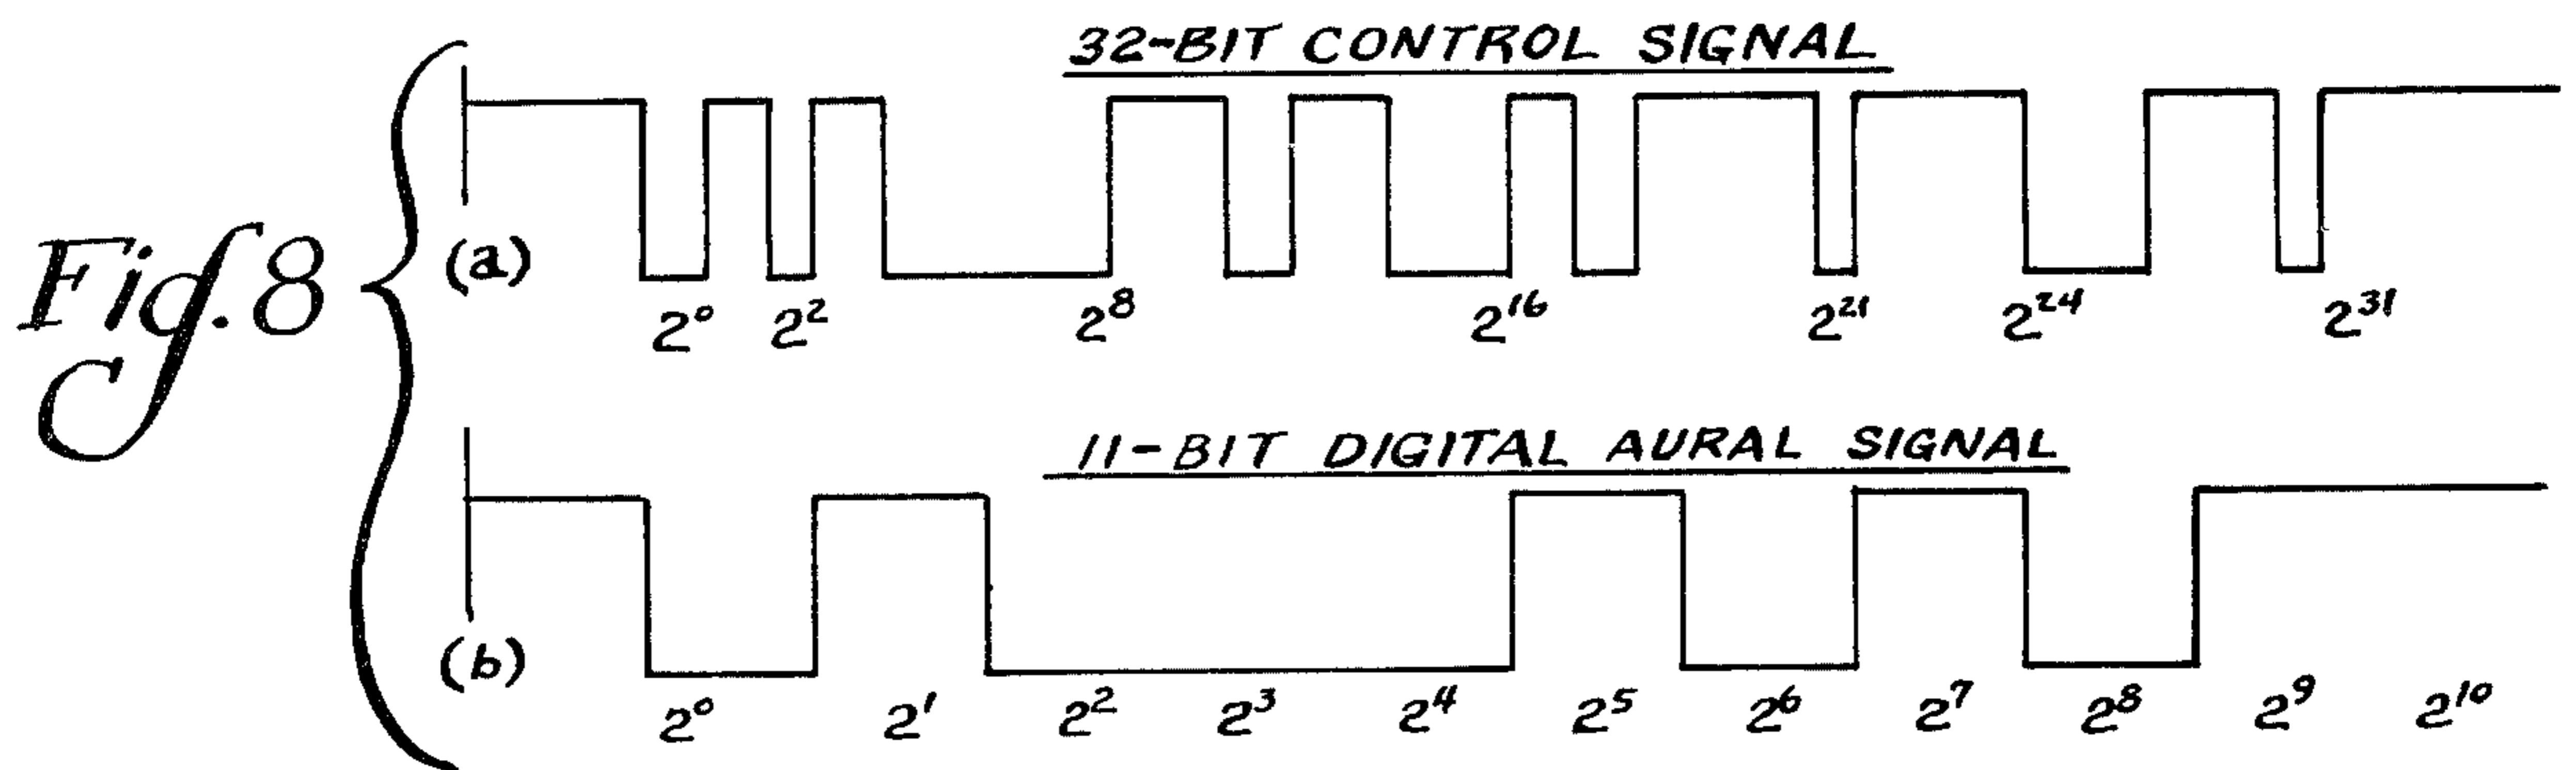 Fig. 8
32-BIT CONTROL SIGNAL
(a)
2⁰ 2² 2⁸ 2¹⁶ 2²¹ 2²⁴ 2³¹
11-BIT DIGITAL AURAL SIGNAL
(b)
2⁰ 2¹ 2² 2³ 2⁴ 2⁵ 2⁶ 2⁷ 2⁸ 2⁹ 2¹⁰